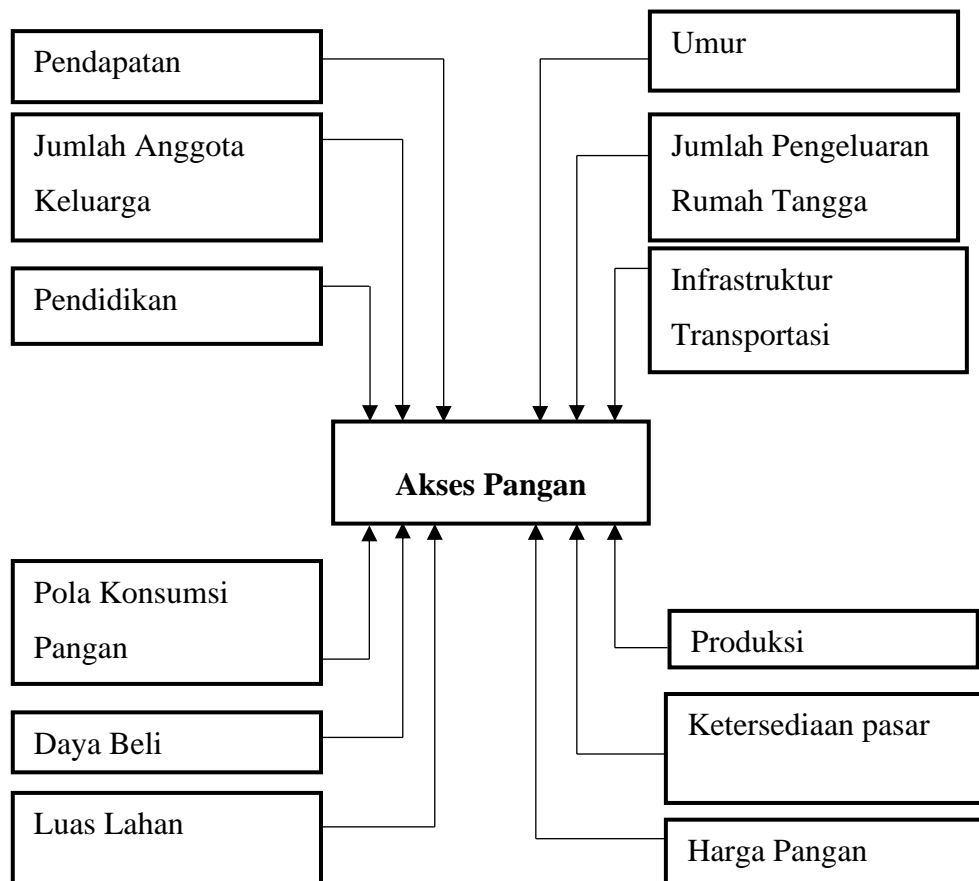 Pendapatan
Jumlah Anggota
Keluarga
Pendidikan
Umur
Jumlah Pengeluaran
Rumah Tangga
Infrastruktur
Transportasi
Akses Pangan
Pola Konsumsi
Pangan
Daya Beli
Luas Lahan
Produksi
Ketersediaan pasar
Harga Pangan